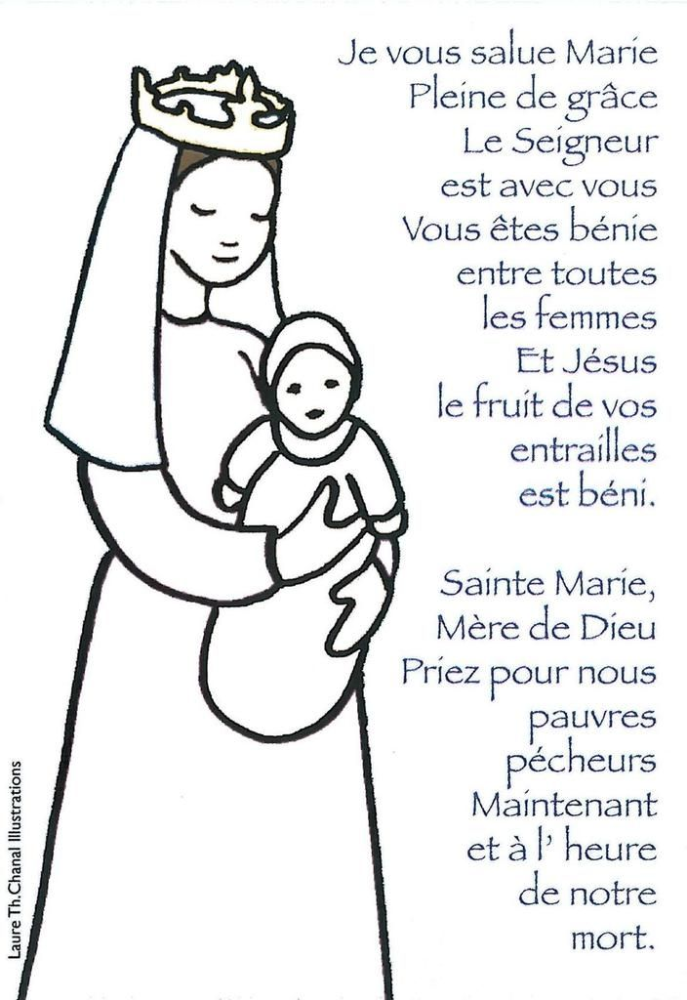 Je vous salue Marie
Pleine de grâce
Le Seigneur
est avec vous
Vous êtes bénie
entre toutes
les femmes
Et Jésus
le fruit de vos
entrailles
est béni.
Sainte Marie,
Mère de Dieu
Priez pour nous
pauvres
pécheurs
Maintenant
et à l' heure
de notre
mort.
Laure Th.Chanal Illustrations